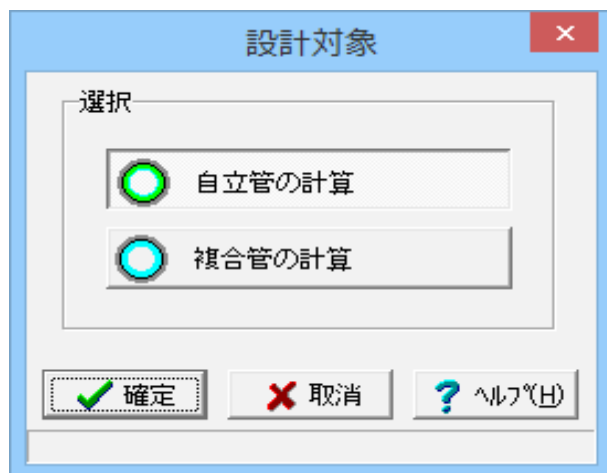 設計対象
選択
自立管の計算
複合管の計算
確定 取消 ヘルプ(H)